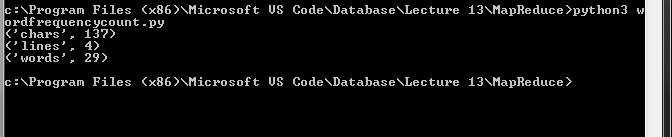 c:\Program Files (x86)\Microsoft VS Code\Database\Lecture 13\MapReduce>python3 w
ordfrequencycount.py
('chars', 137)
('lines', 4)
('words', 29)
c:\Program Files (x86)\Microsoft VS Code\Database\Lecture 13\MapReduce>